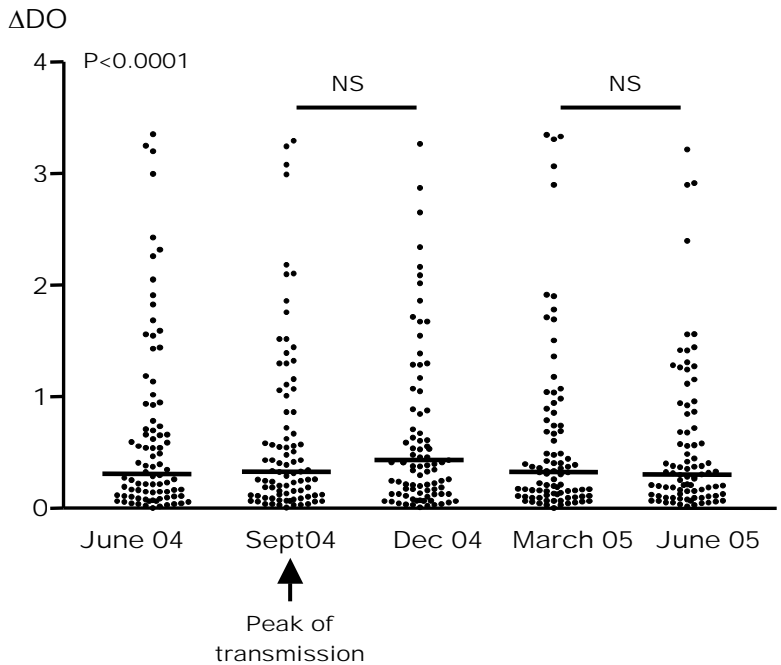 ΔDO
4
P<0.0001
NS
NS
3
2
1
0
June 04
Sept04
Dec 04
March 05
June 05
Peak of
transmission